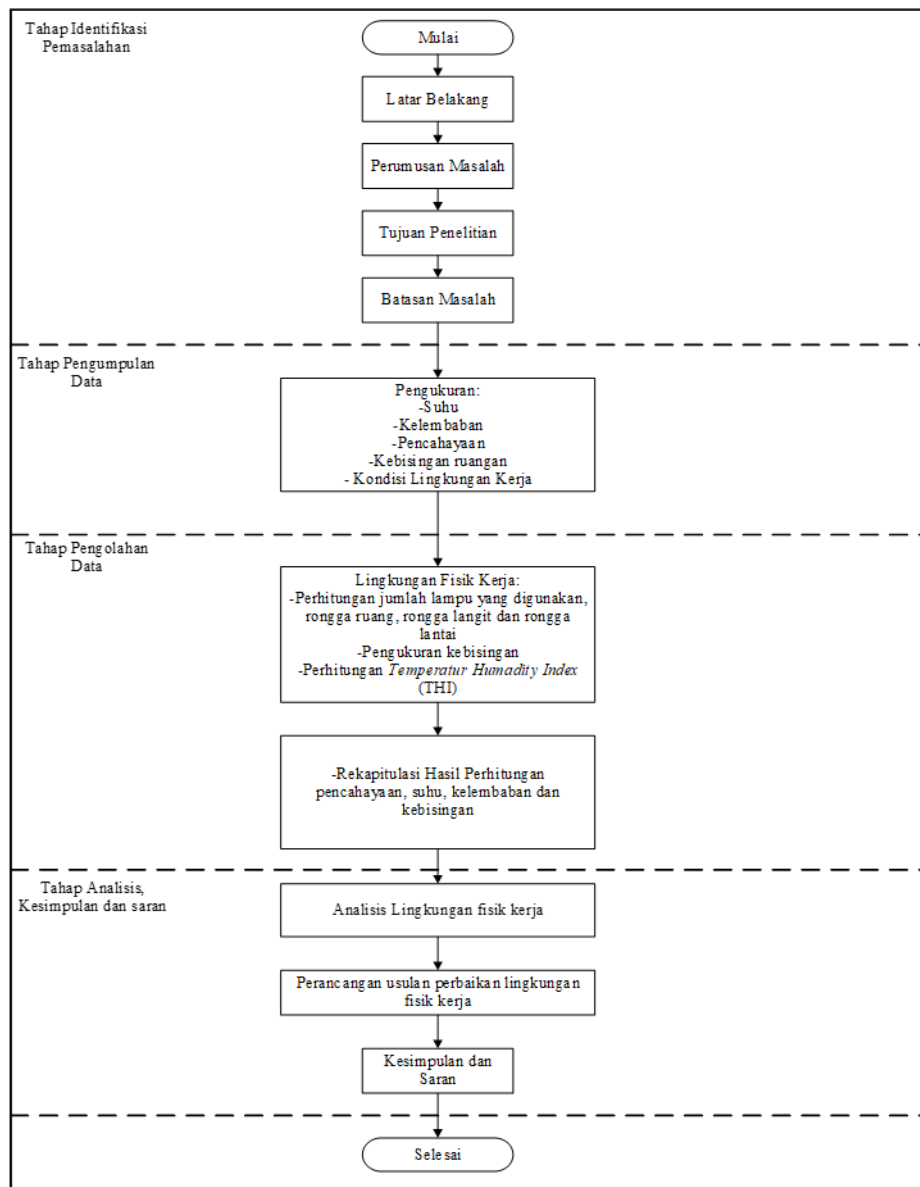 Tahap Identifikasi
Pemasalahan
Mulai
Latar Belakang
Perumusan Masalah
Tujuan Penelitian
Batasan Masalah
Tahap Pengumpulan
Data
Pengukuran:
-Suhu
-Kelembaban
-Pencahayaan
-Kebisingan ruangan
- Kondisi Lingkungan Kerja
Tahap Pengolahan
Data
Lingkungan Fisik Kerja:
-Perhitungan jumlah lampu yang digunakan,
rongga ruang, rongga langit dan rongga
lantai
-Pengukuran kebisingan
-Perhitungan Temperatur Humadity Index
(THI)
-Rekapitulasi Hasil Perhitungan
pencahayaan, suhu, kelembaban dan
kebisingan
Tahap Analisis,
Kesimpulan dan saran
Analisis Lingkungan fisik kerja
Perancangan usulan perbaikan lingkungan
fisik kerja
Kesimpulan dan
Saran
Selesai